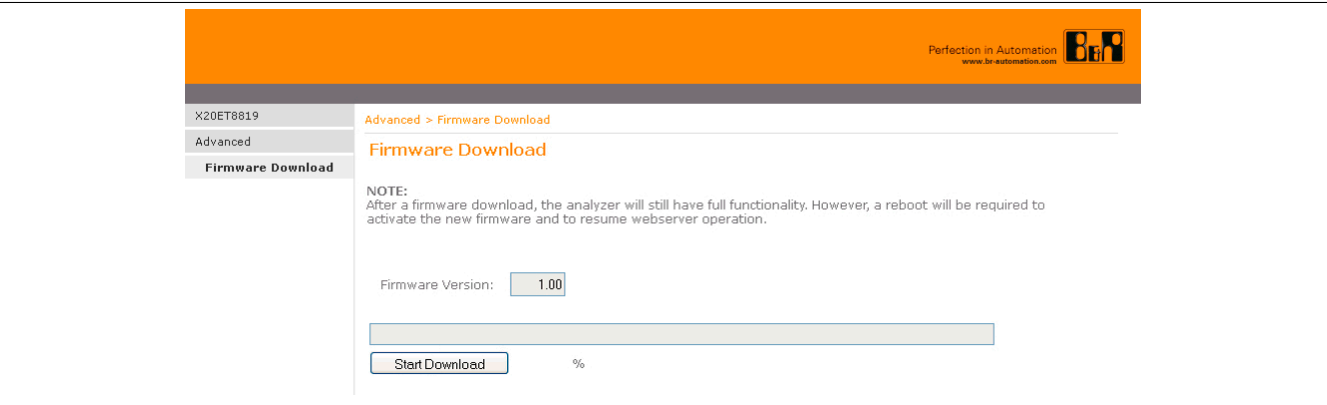 Perfection in Automation
www.br-automation.com
B&R
X20ET8819
Advanced
Firmware Download
Advanced > Firmware Download
Firmware Download
NOTE:
After a firmware download, the analyzer will still have full functionality. However, a reboot will be required to
activate the new firmware and to resume webserver operation.
Firmware Version: 1.00
Start Download %